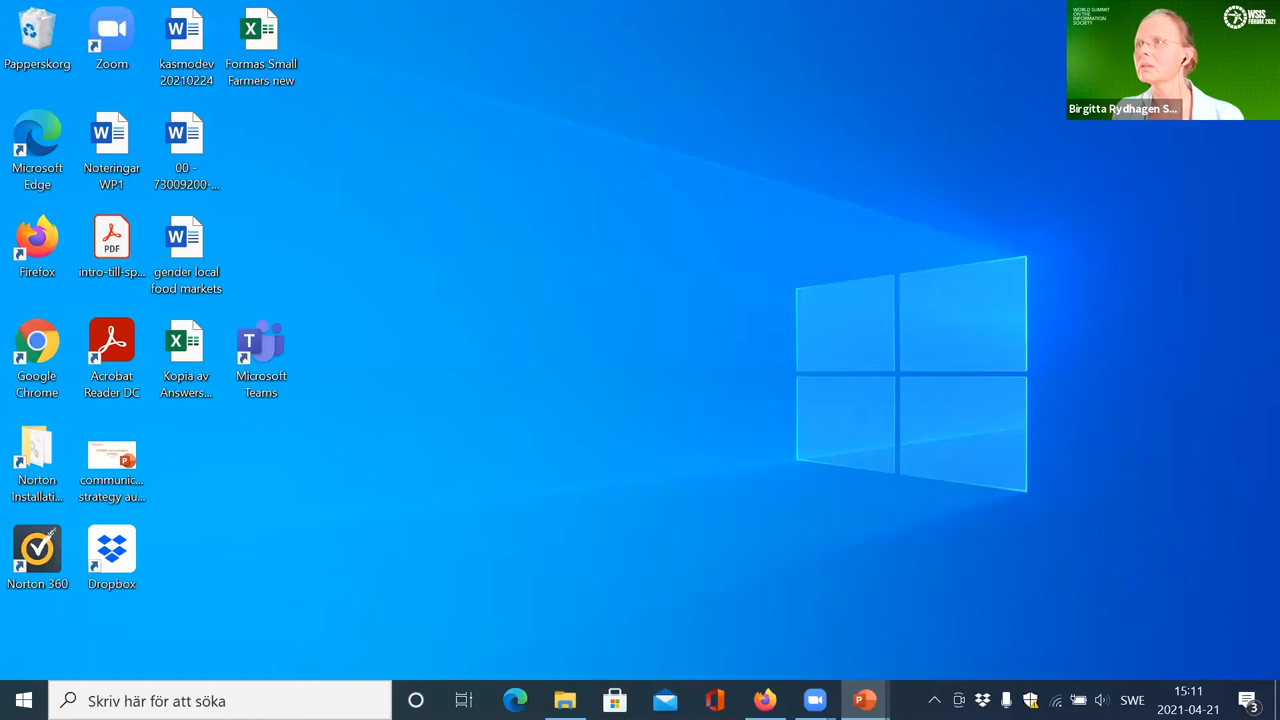 Papperskorg
Zoom
kasmodev
20210224
Formas Small
Farmers new
WORLD SUMMIT
ON THE
INFORMATION
SOCIETY
WSIS
FORUM 2021
Birgitta Rydhagen S...
Microsoft
Edge
Noteringar
WP1
00 -
73009200-...
Firefox
PDF
intro-till-sp...
gender local
food markets
Google
Chrome
Acrobat
Reader DC
Kopia av
Answers...
Microsoft
Teams
Norton
Installati...
communic...
strategy au...
Norton 360
Dropbox
Skriv här för att söka
SWE
15:11
2021-04-21
3